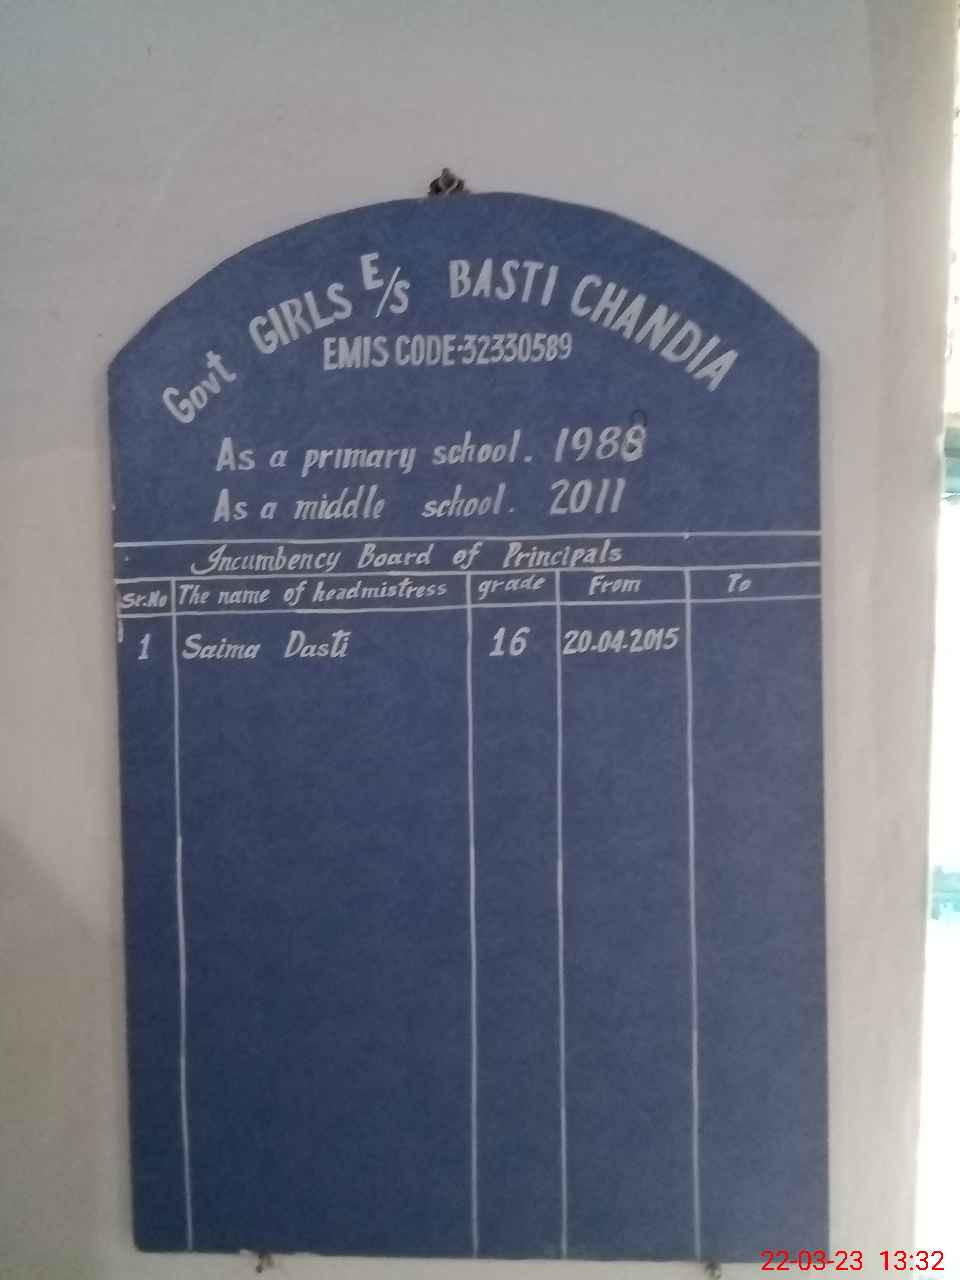 Govt GIRLS E/S BASTI CHANDIA
EMIS CODE-32330589
As a primary school. 1988
As a middle school. 2011
Incumbency Board of Principals
Sr.No The name of headmistress grade From To
1 Saima Dasti 16 20-04-2015
22-03-23 13:32